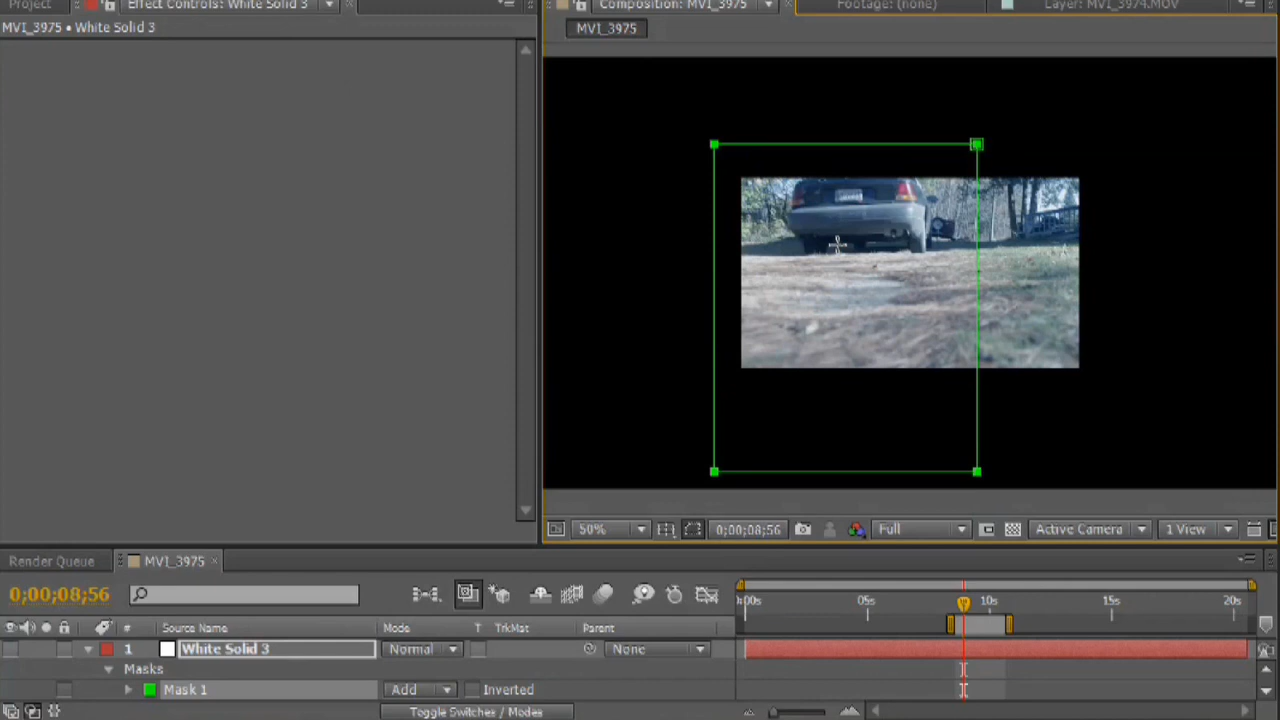 Project
Effect Controls: White Solid 3
Composition: MVI_3975
Footage: (none)
Layer: MVI_3974.MOV
MVI_3975 • White Solid 3
MVI_3975
50%
0;00;08;56
Full
Active Camera
1 View
Render Queue
MVI_3975
0;00;08;56
:00s
05s
10s
15s
20s
#
Source Name
Mode
T
TrkMat
Parent
1
White Solid 3
Normal
None
Masks
Mask 1
Add
Inverted
Toggle Switches / Modes